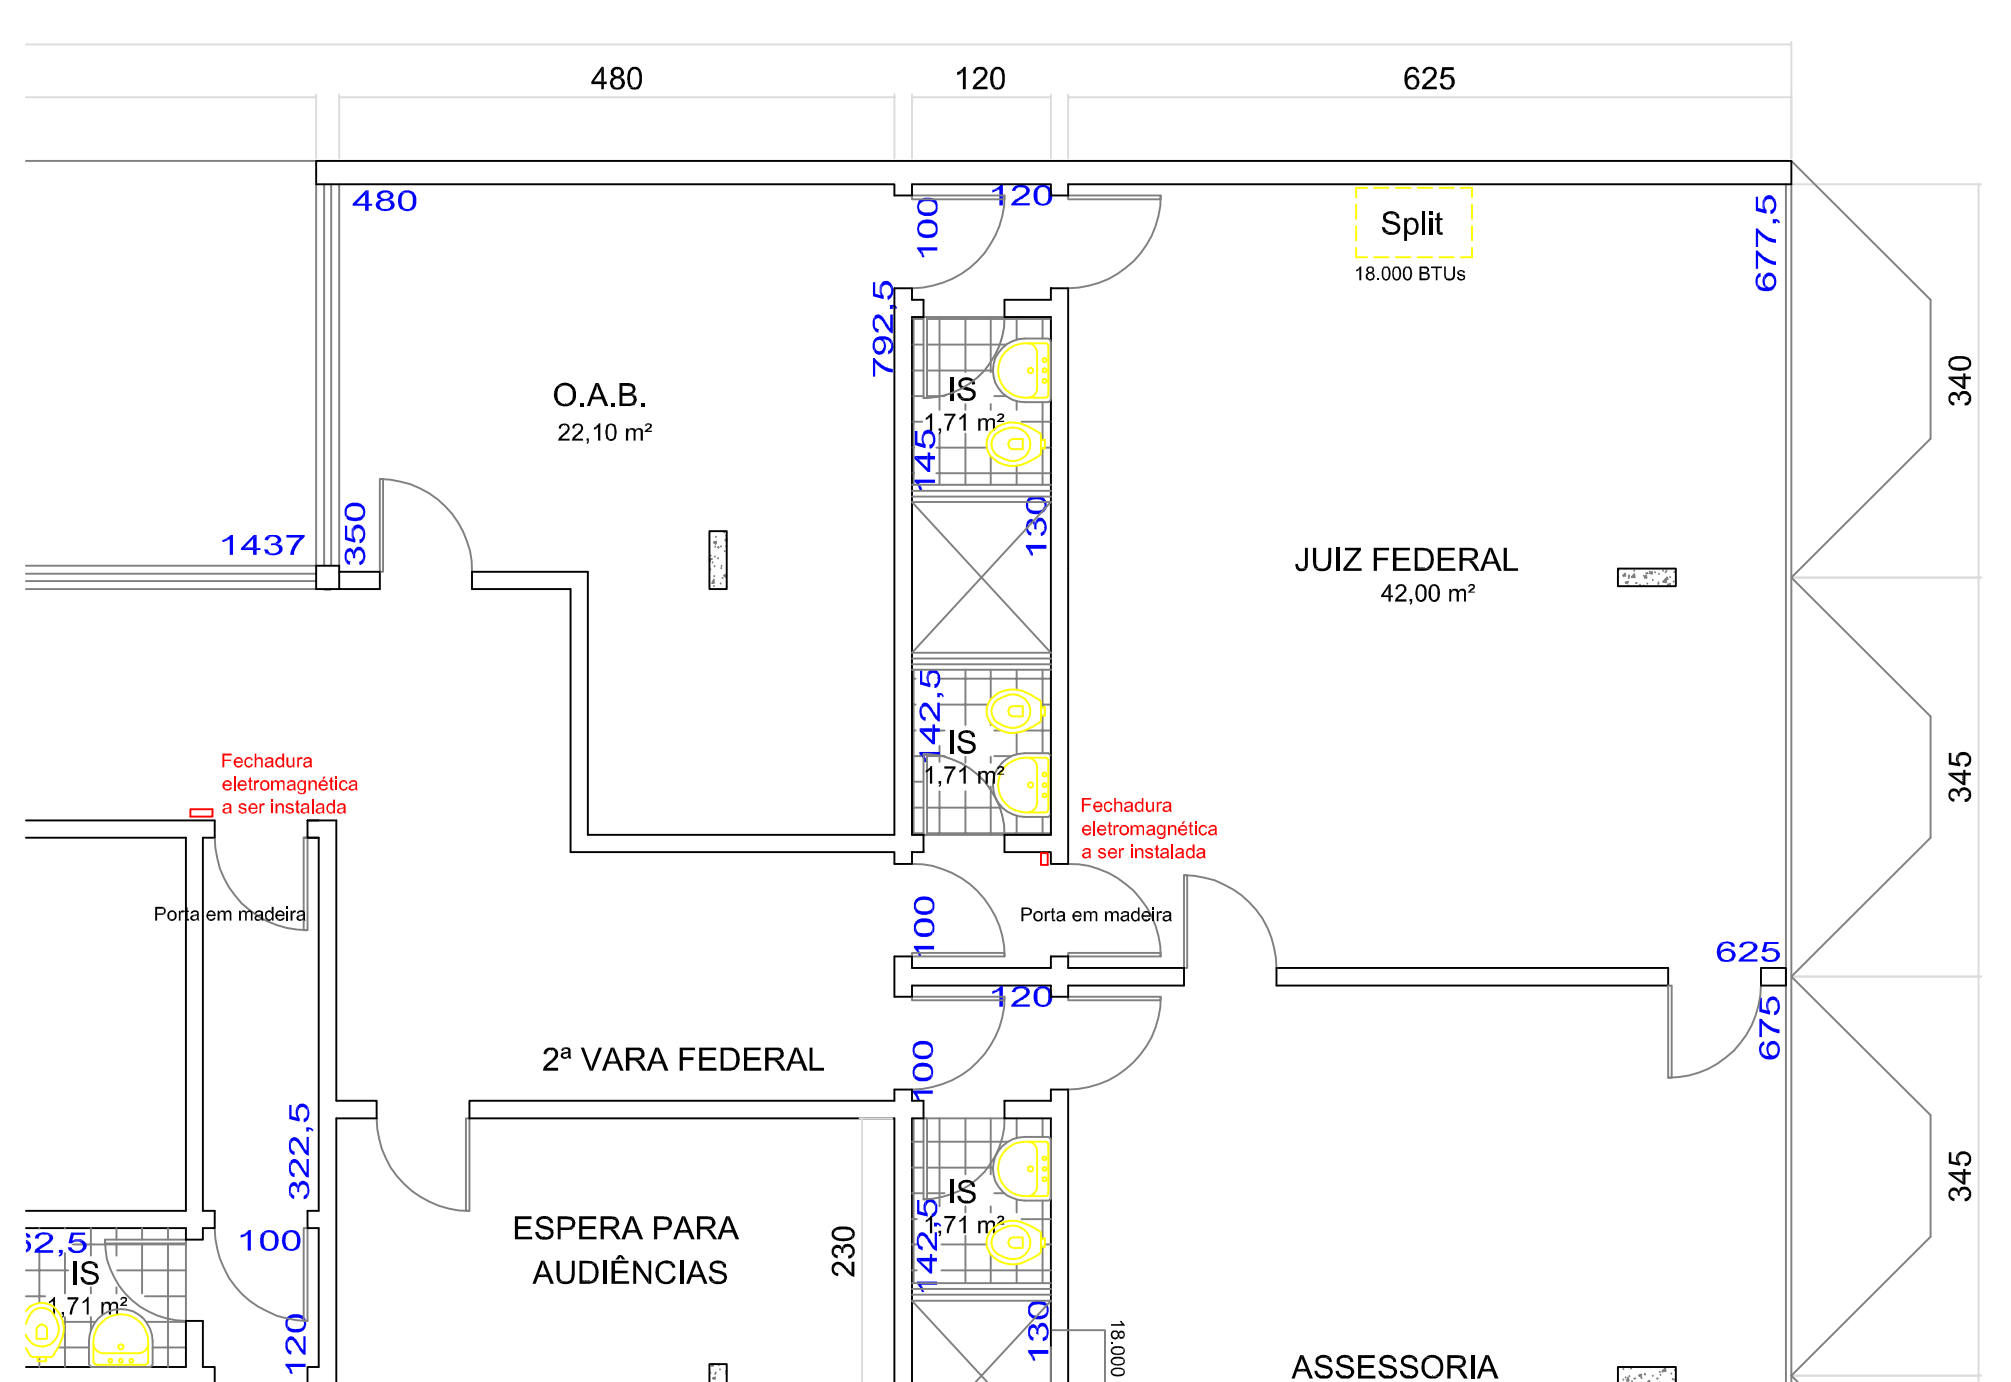 480
120
625
480
120
100
Split
18.000 BTUs
677,5
792,5
340
O.A.B.
22,10 m²
IS
1,71 m²
145
130
1437
350
JUIZ FEDERAL
42,00 m²
142,5
IS
1,71 m²
345
Fechadura
eletromagnética
a ser instalada
Fechadura
eletromagnética
a ser instalada
Porta em madeira
100
Porta em madeira
625
120
675
2ª VARA FEDERAL
100
322,5
345
ESPERA PARA
AUDIÊNCIAS
230
IS
1,71 m²
142,5
100
IS
1,71 m²
120
130
18.000
ASSESSORIA